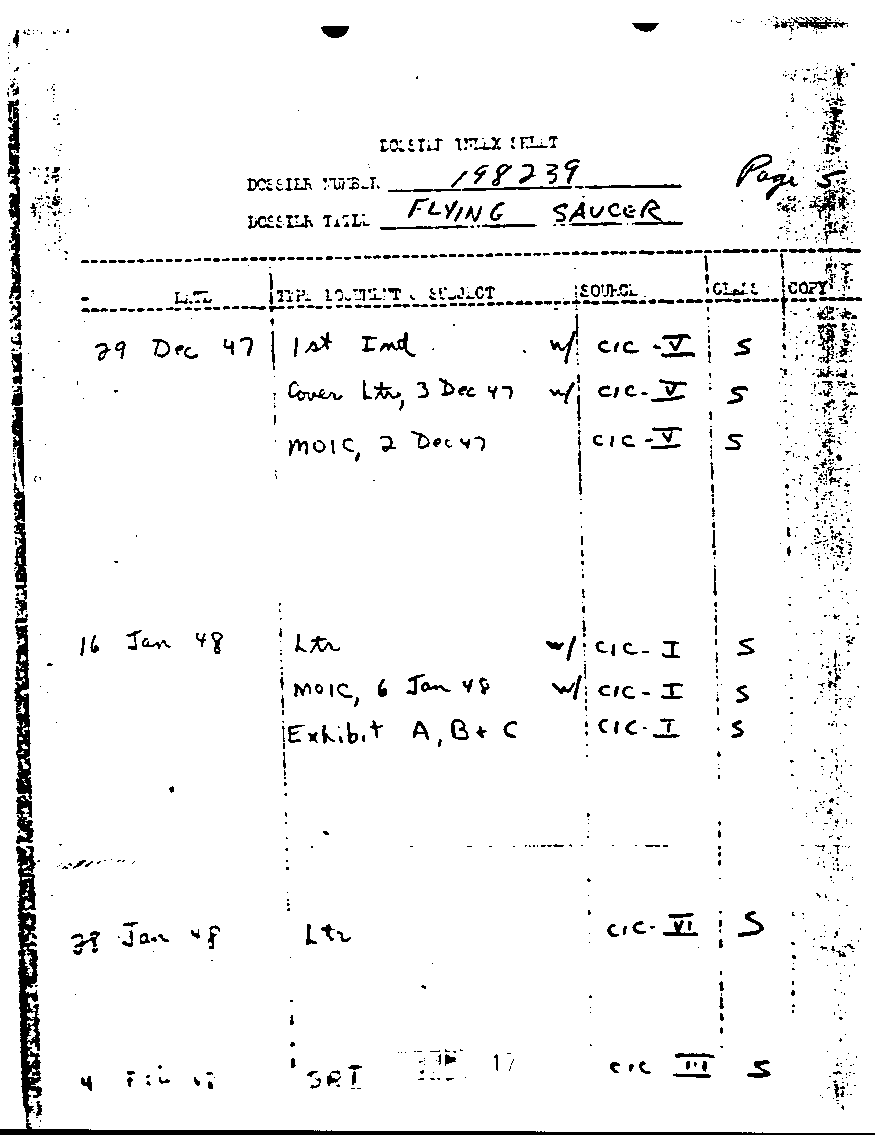 DOSSIER INDEX SHEET
DOSSIER NUMBER 198239 Page 5
DOSSIER TITLE FLYING SAUCER
DATE TYPE DOCUMENT & SUBJECT SOURCE CLASS COPY
29 Dec 47 1st Ind w/ CIC-V S
Cover Ltr, 3 Dec 47 w/ CIC-V S
MOIC, 2 Dec 47 CIC-V S
16 Jan 48 Ltr w/ CIC-I S
MOIC, 6 Jan 48 w/ CIC-I S
Exhibit A, B + C CIC-I S
28 Jan 48 Ltr CIC-VI S
4 Feb SRI 17 CIC III S